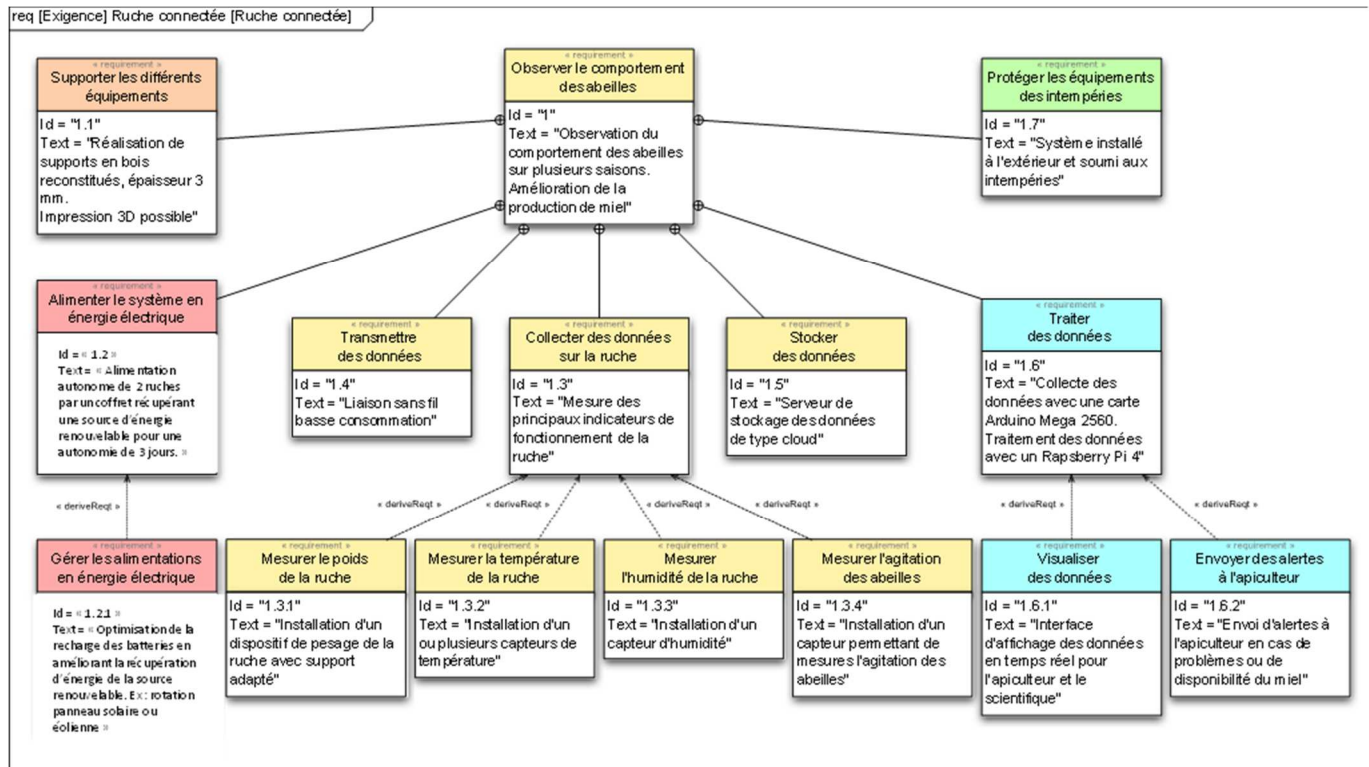 req [Exigence] Ruche connectée [Ruche connectée]
« requirement »
Supporter les différents
équipements
Id = "1.1"
Text = "Réalisation de
supports en bois
reconstitués, épaisseur 3
mm.
Impression 3D possible"
« requirement »
Observer le comportement
des abeilles
Id = "1"
Text = "Observation du
comportement des abeilles
sur plusieurs saisons.
Amélioration de la
production de miel"
« requirement »
Protéger les équipements
des intempéries
Id = "1.7"
Text = "Système installé
à l'extérieur et soumi aux
intempéries"
« requirement »
Alimenter le système en
énergie électrique
Id = « 1.2 »
Text = « Alimentation
autonome de 2 ruches
par un coffret récupérant
une source d'énergie
renouvelable pour une
autonomie de 3 jours. »
« requirement »
Transmettre
des données
Id = "1.4"
Text = "Liaison sans fil
basse consommation"
« requirement »
Collecter des données
sur la ruche
Id = "1.3"
Text = "Mesure des
principaux indicateurs de
fonctionnement de la
ruche"
« requirement »
Stocker
des données
Id = "1.5"
Text = "Serveur de
stockage des données
de type cloud"
« requirement »
Traiter
des données
Id = "1.6"
Text = "Collecte des
données avec une carte
Arduino Mega 2560.
Traitement des données
avec un Rapsberry Pi 4"
« deriveReqt »
« deriveReqt »
« deriveReqt »
« deriveReqt »
« deriveReqt »
« deriveReqt »
« deriveReqt »
« requirement »
Gérer les alimentations
en énergie électrique
Id = « 1.2.1 »
Text = « Optimisation de la
recharge des batteries en
améliorant la récupération
d'énergie de la source
renouvelable. Ex : rotation
panneau solaire ou
éolienne »
« requirement »
Mesurer le poids
de la ruche
Id = "1.3.1"
Text = "Installation d'un
dispositif de pesage de la
ruche avec support
adapté"
« requirement »
Mesurer la température
de la ruche
Id = "1.3.2"
Text = "Installation d'un
ou plusieurs capteurs de
température"
« requirement »
Mesurer
l'humidité de la ruche
Id = "1.3.3"
Text = "Installation d'un
capteur d'humidité"
« requirement »
Mesurer l'agitation
des abeilles
Id = "1.3.4"
Text = "Installation d'un
capteur permettant de
mesures l'agitation des
abeilles"
« requirement »
Visualiser
des données
Id = "1.6.1"
Text = "Interface
d'affichage des données
en temps réel pour
l'apiculteur et le
scientifique"
« requirement »
Envoyer des alertes
à l'apiculteur
Id = "1.6.2"
Text = "Envoi d'alertes à
l'apiculteur en cas de
problèmes ou de
disponibilité du miel"